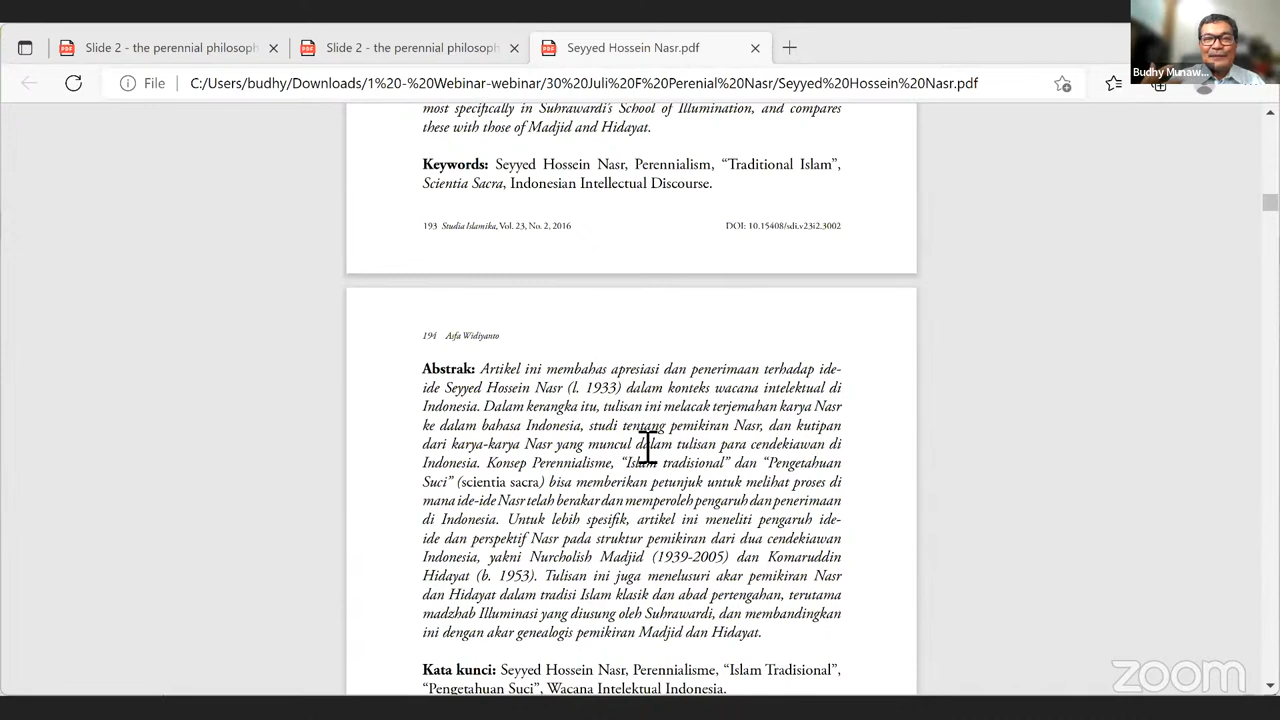 Slide 2 - the perennial philosoph
Slide 2 - the perennial philosoph
Seyyed Hossein Nasr.pdf
Budhy Munaw...
File
C:/Users/budhy/Downloads/1%20-%20Webinar-webinar/30%20Juli%20F%20Perenial%20Nasr/Seyyed%20Hossein%20Nasr.pdf
most specifically in Suhrawardi's School of Illumination, and compares
these with those of Madjid and Hidayat.
Keywords: Seyyed Hossein Nasr, Perennialism, “Traditional Islam”,
Scientia Sacra, Indonesian Intellectual Discourse.
193 Studia Islamika, Vol. 23, No. 2, 2016
DOI: 10.15408/sdi.v23i2.3002
194 Asfa Widiyanto
Abstrak: Artikel ini membahas apresiasi dan penerimaan terhadap ide-
ide Seyyed Hossein Nasr (l. 1933) dalam konteks wacana intelektual di
Indonesia. Dalam kerangka itu, tulisan ini melacak terjemahan karya Nasr
ke dalam bahasa Indonesia, studi tentang pemikiran Nasr, dan kutipan
dari karya-karya Nasr yang muncul dalam tulisan para cendekiawan di
Indonesia. Konsep Perennialisme, “Islam tradisional” dan “Pengetahuan
Suci” (scientia sacra) bisa memberikan petunjuk untuk melihat proses di
mana ide-ide Nasr telah berakar dan memperoleh pengaruh dan penerimaan
di Indonesia. Untuk lebih spesifik, artikel ini meneliti pengaruh ide-
ide dan perspektif Nasr pada struktur pemikiran dari dua cendekiawan
Indonesia, yakni Nurcholish Madjid (1939-2005) dan Komaruddin
Hidayat (b. 1953). Tulisan ini juga menelusuri akar pemikiran Nasr
dan Hidayat dalam tradisi Islam klasik dan abad pertengahan, terutama
madzhab Illuminasi yang diusung oleh Suhrawardi, dan membandingkan
ini dengan akar genealogis pemikiran Madjid dan Hidayat.
Kata kunci: Seyyed Hossein Nasr, Perennialisme, “Islam Tradisional”,
“Pengetahuan Suci”, Wacana Intelektual Indonesia.
zoom